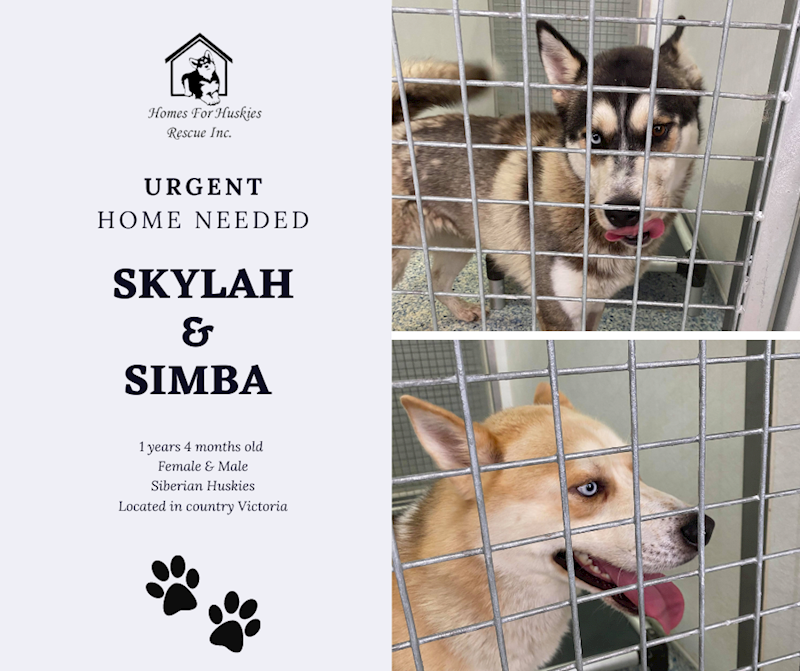 Homes For Huskies
Rescue Inc.
URGENT
HOME NEEDED
SKYLAH
&
SIMBA
1 years 4 months old
Female & Male
Siberian Huskies
Located in country Victoria